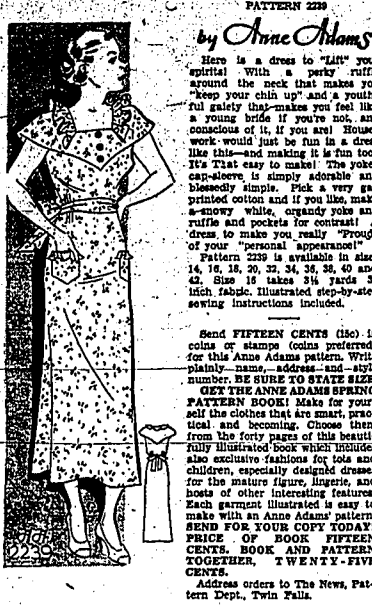 PATTERN 2239
by Anne Adams
Here is a dress to "Lift" you
spirits! With a perky ruff
around the neck that makes yo
"keep your chin up" and a youth
ful gaiety that makes you feel lik
a young bride if you're not, an
conscious of it, if you are! House
work would just be fun in a dres
like this—and making it is fun too
It's That easy to make! The yoke
cap-sleeve is simply adorable an
blessedly simple. Pick a very ga
printed cotton and if you like, mak
a snowy white, organdy yoke an
ruffle and pockets for contrast!
dress to make you really "Proud
of your "personal appearance!"
Pattern 2239 is available in size
14, 16, 18, 20, 32, 34, 36, 38, 40 an
42. Size 16 takes 3½ yards 3
inch fabric. Illustrated step-by-ste
sewing instructions included.
Send FIFTEEN CENTS (15c) i
coins or stamps (coins preferred
for this Anne Adams pattern. Writ
plainly name, address and styl
number. BE SURE TO STATE SIZE
GET THE ANNE ADAMS SPRING
PATTERN BOOK! Make for your
self the clothes that are smart, prac
tical and becoming. Choose then
from the forty pages of this beauti
fully illustrated book which include
also exclusive fashions for tots and
children, especially designed dresse
for the mature figure, lingerie, and
hosts of other interesting features
Each garment illustrated is easy t
make with an Anne Adams' pattern
SEND FOR YOUR COPY TODAY
PRICE OF BOOK FIFTEEN
CENTS. BOOK AND PATTERN
TOGETHER, TWENTY-FIVE
CENTS.
Address orders to The News, Pat-
tern Dept., Twin Falls.
2239